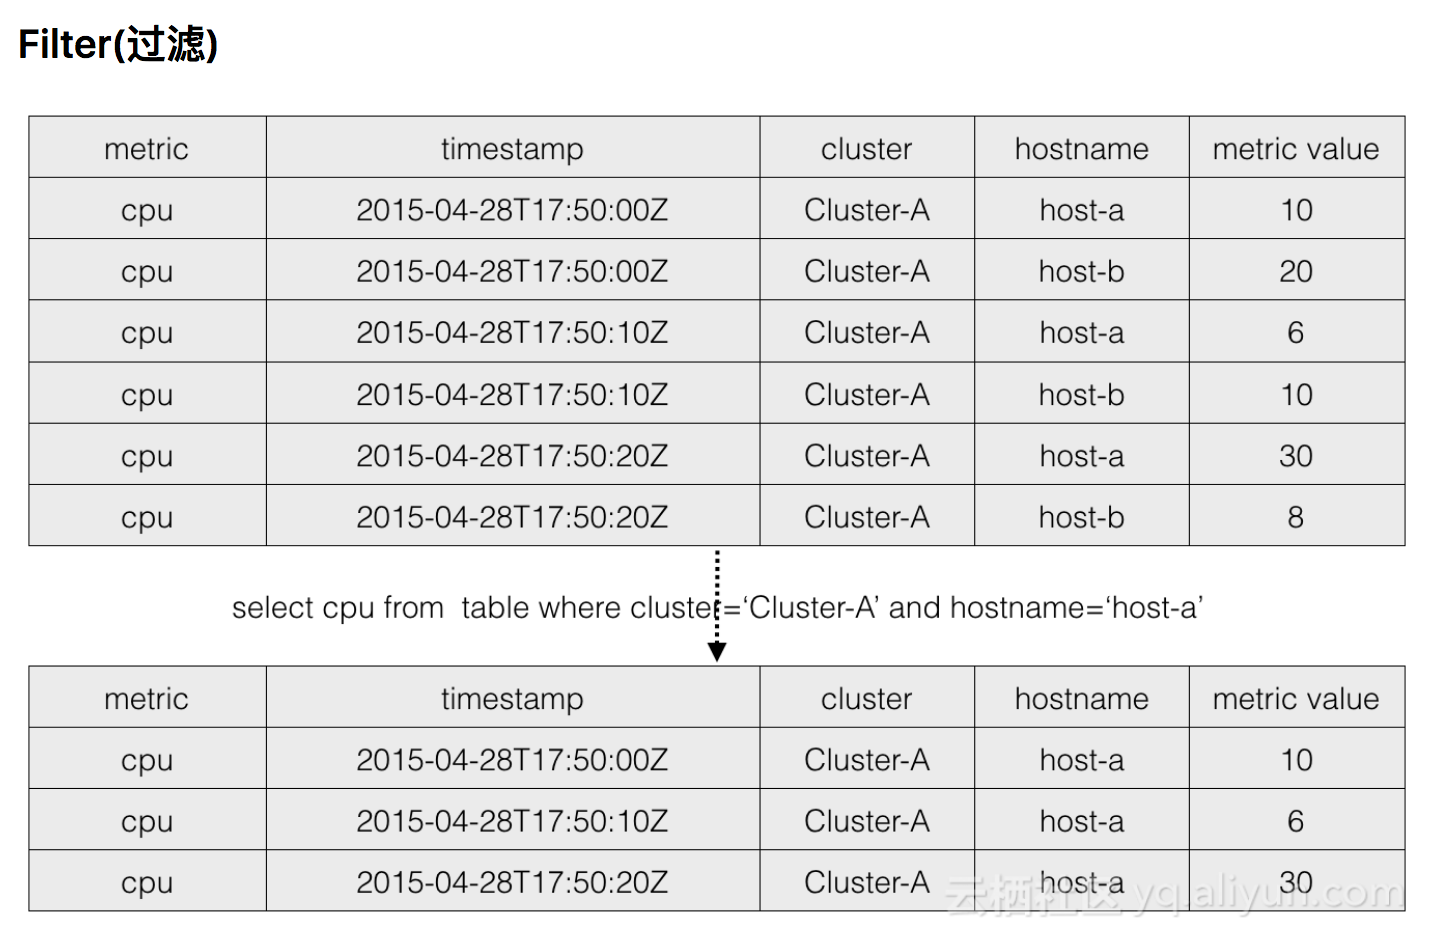 Filter(过滤)
metric timestamp cluster hostname metric value
cpu 2015-04-28T17:50:00Z Cluster-A host-a 10
cpu 2015-04-28T17:50:00Z Cluster-A host-b 20
cpu 2015-04-28T17:50:10Z Cluster-A host-a 6
cpu 2015-04-28T17:50:10Z Cluster-A host-b 10
cpu 2015-04-28T17:50:20Z Cluster-A host-a 30
cpu 2015-04-28T17:50:20Z Cluster-A host-b 8
select cpu from  table where cluster=‘Cluster-A’ and hostname=‘host-a’
metric timestamp cluster hostname metric value
cpu 2015-04-28T17:50:00Z Cluster-A host-a 10
cpu 2015-04-28T17:50:10Z Cluster-A host-a 6
cpu 2015-04-28T17:50:20Z Cluster-A host-a 30
云栖社区 yq.aliyun.com